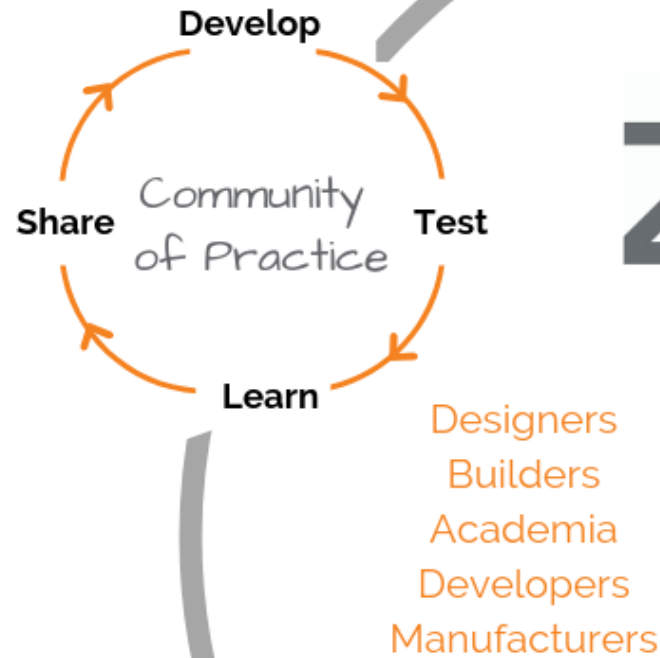 Develop
Share
Community
of Practice
Test
Learn
Designers
Builders
Academia
Developers
Manufacturers